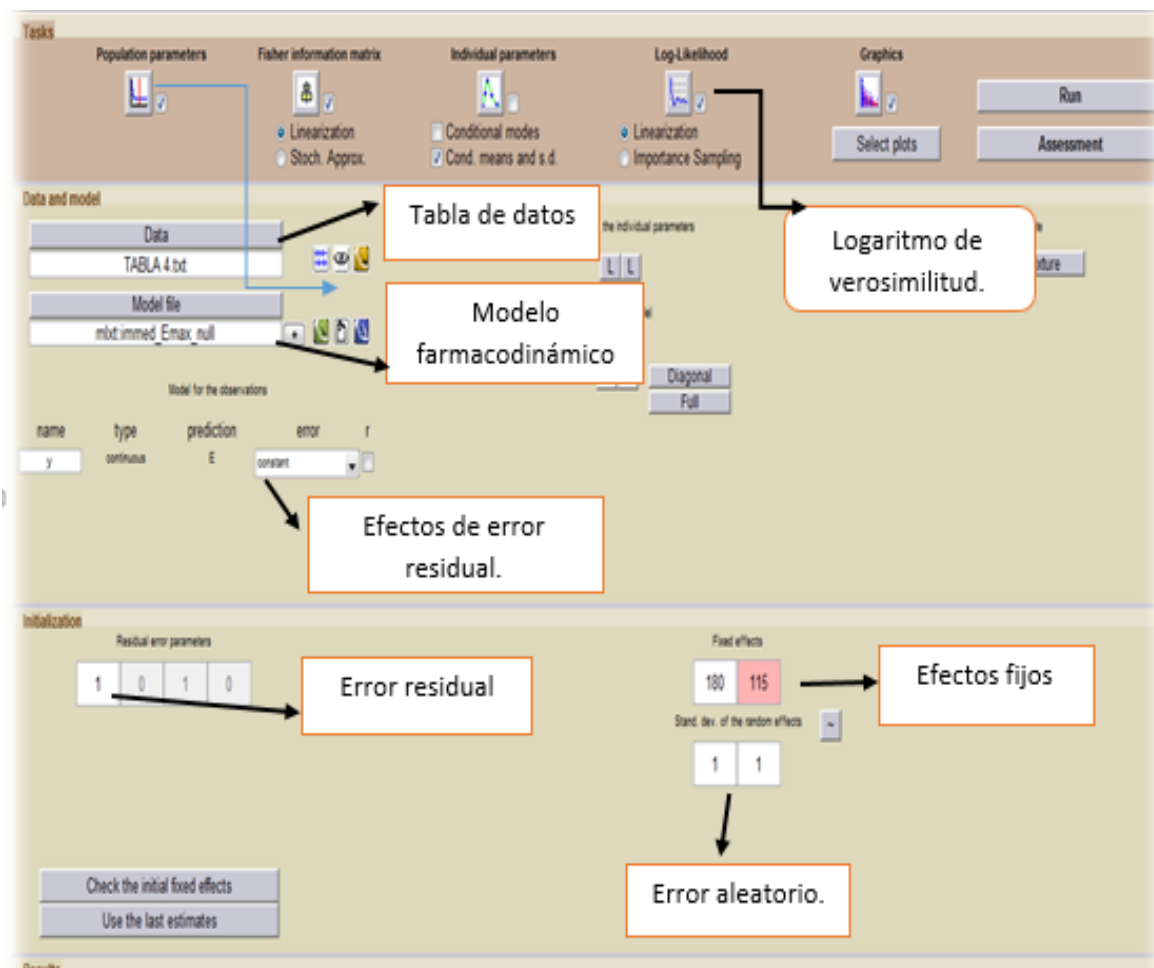 Tasks
Population parameters Fisher information matrix Individual parameters Log-Likelihood Graphics
Linearization Conditional modes Linearization Run
Stoch. Approx. Cond. means and s.d. Importance Sampling Select plots Assessment
Data and model
Tabla de datos
Data
TABLA 4.txt
the individual parameters
L L
Logaritmo de
verosimilitud.
Model file
mlxt:immed_Emax_null
+
Modelo
farmacodinámico
Diagonal
Full
Model for the observations
name type prediction error r
y continuous E constant
Efectos de error
residual.
Initialization
Residual error parameters
1 0 1 0
Error residual
Fixed effects
180 115
Efectos fijos
Stand. dev. of the random effects
~
1 1
Error aleatorio.
Check the initial fixed effects
Use the last estimates
Results